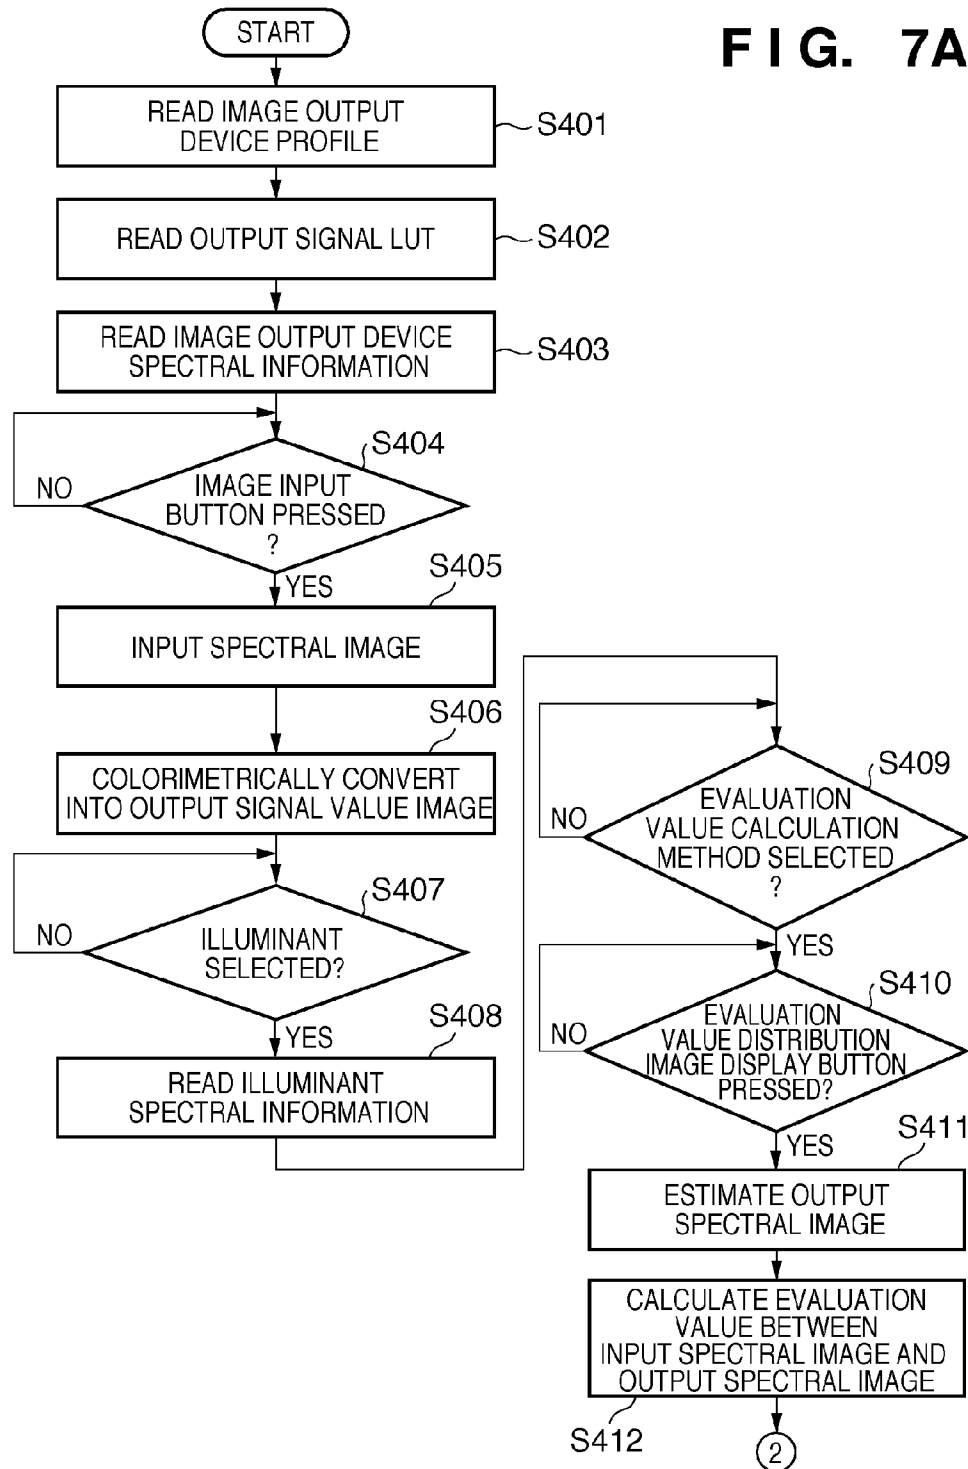 FIG. 7A
START
READ IMAGE OUTPUT
DEVICE PROFILE
S401
READ OUTPUT SIGNAL LUT
S402
READ IMAGE OUTPUT DEVICE
SPECTRAL INFORMATION
S403
S404
IMAGE INPUT
BUTTON PRESSED
?
NO
YES
S405
INPUT SPECTRAL IMAGE
S406
COLORIMETRICALLY CONVERT
INTO OUTPUT SIGNAL VALUE IMAGE
S407
ILLUMINANT
SELECTED?
NO
YES
S408
READ ILLUMINANT
SPECTRAL INFORMATION
S409
EVALUATION
VALUE CALCULATION
METHOD SELECTED
?
NO
YES
S410
EVALUATION
VALUE DISTRIBUTION
IMAGE DISPLAY BUTTON
PRESSED?
NO
YES
S411
ESTIMATE OUTPUT
SPECTRAL IMAGE
CALCULATE EVALUATION
VALUE BETWEEN
INPUT SPECTRAL IMAGE AND
OUTPUT SPECTRAL IMAGE
S412
2